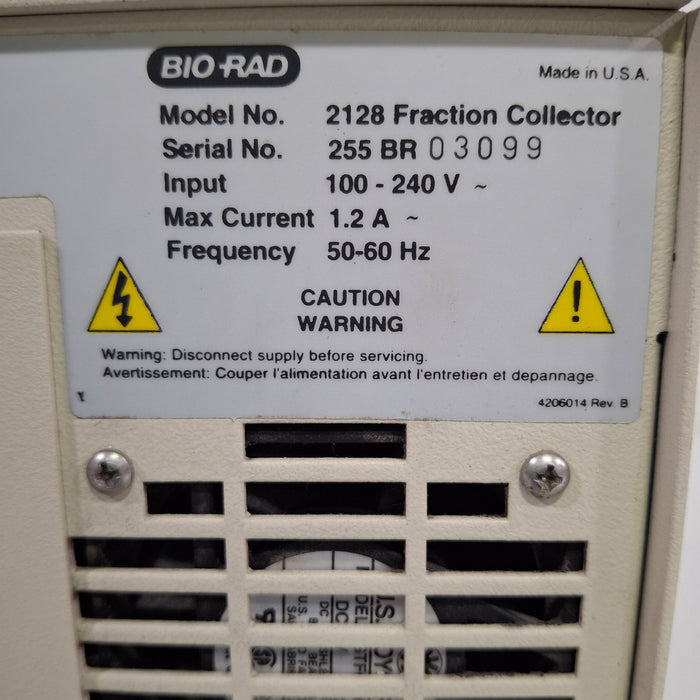 BIO-RAD
Made in U.S.A.
Model No. 2128 Fraction Collector
Serial No. 255 BR 03099
Input 100 - 240 V ~
Max Current 1.2 A ~
Frequency 50-60 Hz
CAUTION
WARNING
Warning: Disconnect supply before servicing.
Avertissement: Couper l'alimentation avant l'entretien et depannage.
4206014 Rev. B